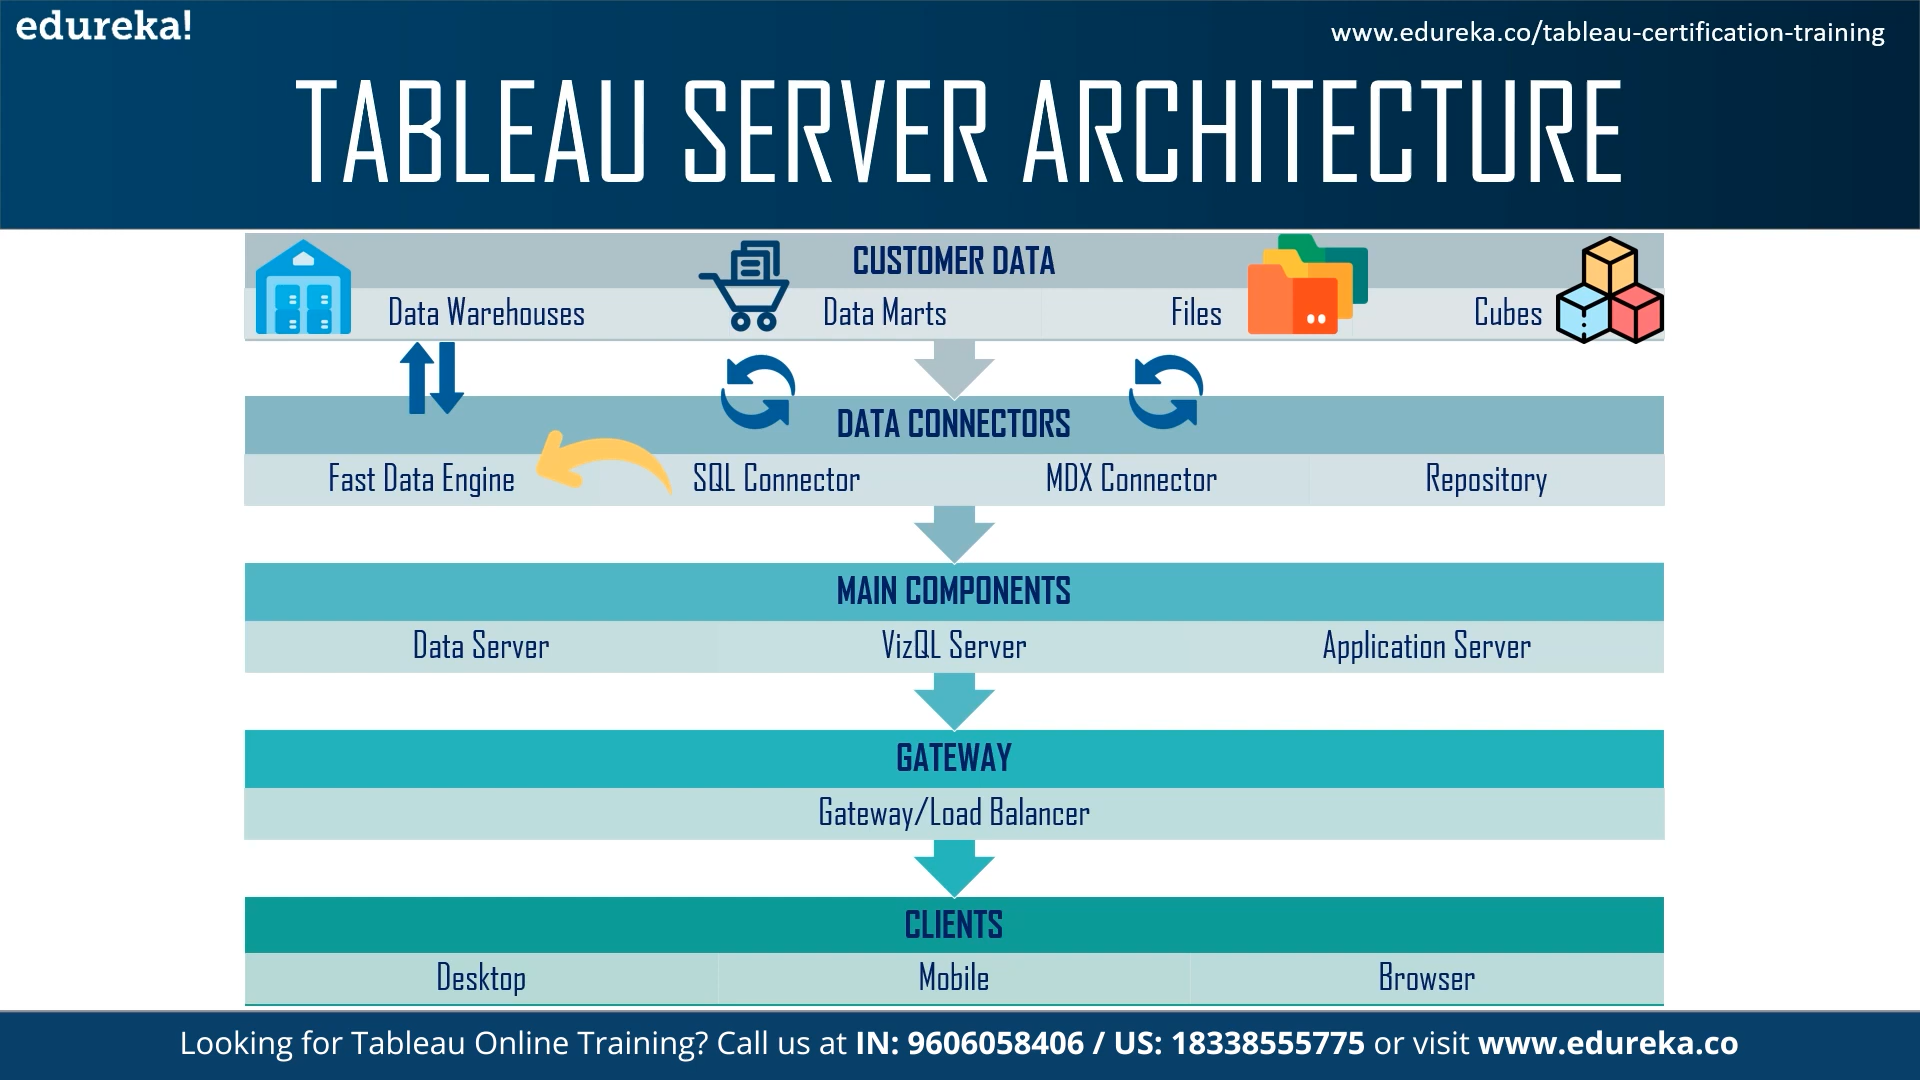 edureka!
www.edureka.co/tableau-certification-training
TABLEAU SERVER ARCHITECTURE
CUSTOMER DATA
Data Warehouses Data Marts Files Cubes
DATA CONNECTORS
Fast Data Engine SQL Connector MDX Connector Repository
MAIN COMPONENTS
Data Server VizQL Server Application Server
GATEWAY
Gateway/Load Balancer
CLIENTS
Desktop Mobile Browser
Looking for Tableau Online Training? Call us at IN: 9606058406 / US: 18338555775 or visit www.edureka.co